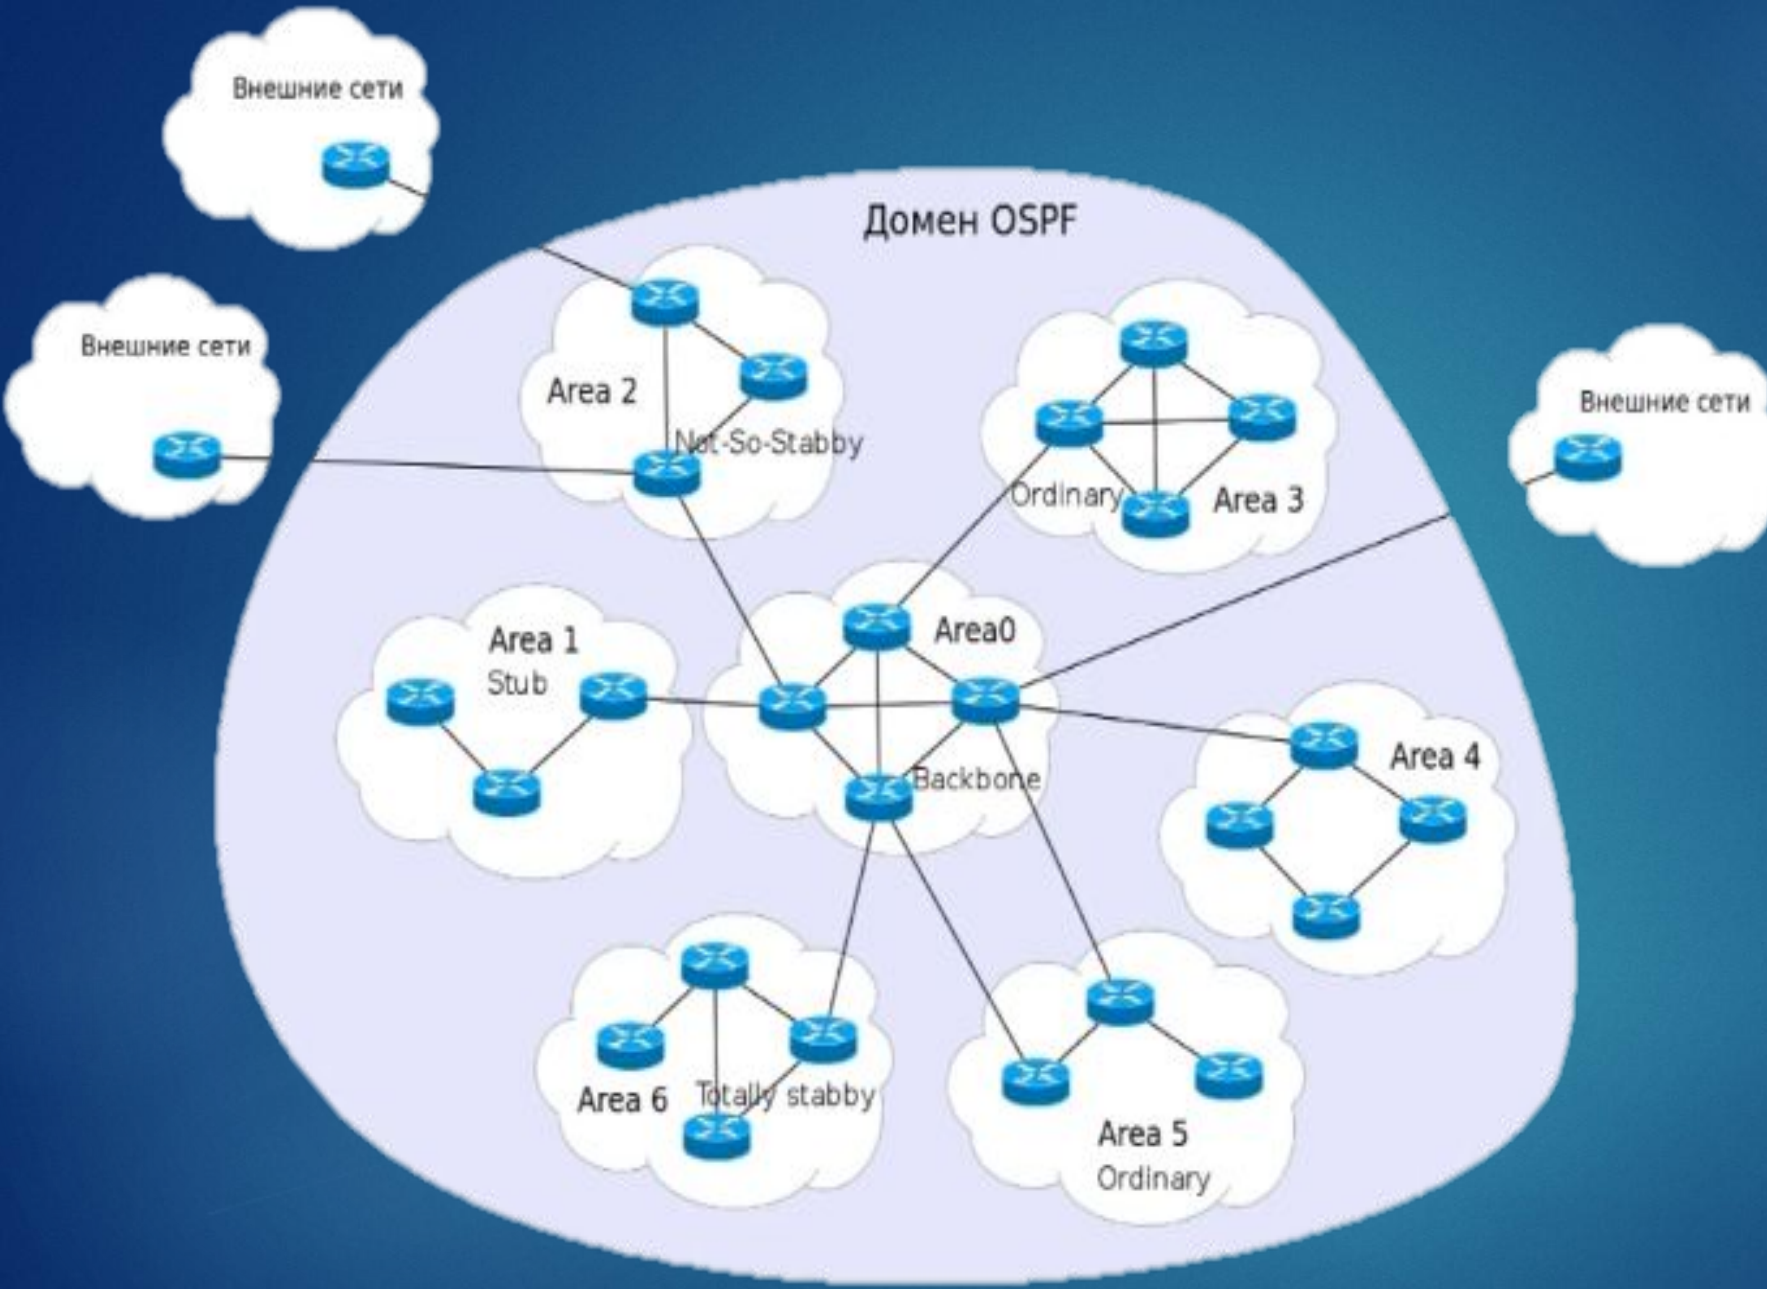 Внешние сети
Домен OSPF
Внешние сети
Area 2
Not-So-Stabby
Внешние сети
Ordinary
Area 3
Area 1
Stub
Area0
Backbone
Area 4
Area 6
Totally stabby
Area 5
Ordinary